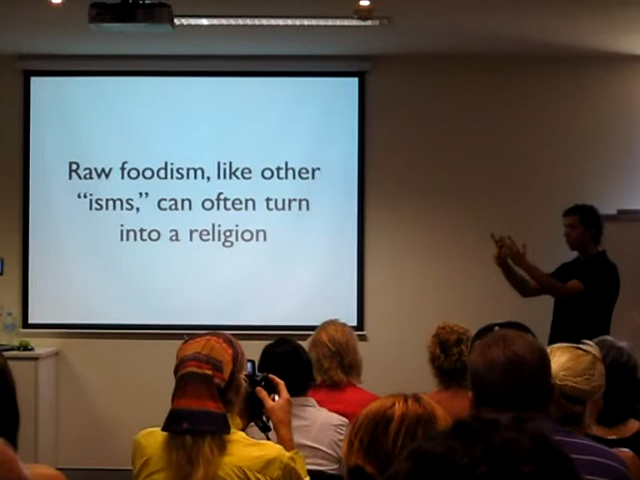 Raw foodism, like other
“isms,” can often turn
into a religion